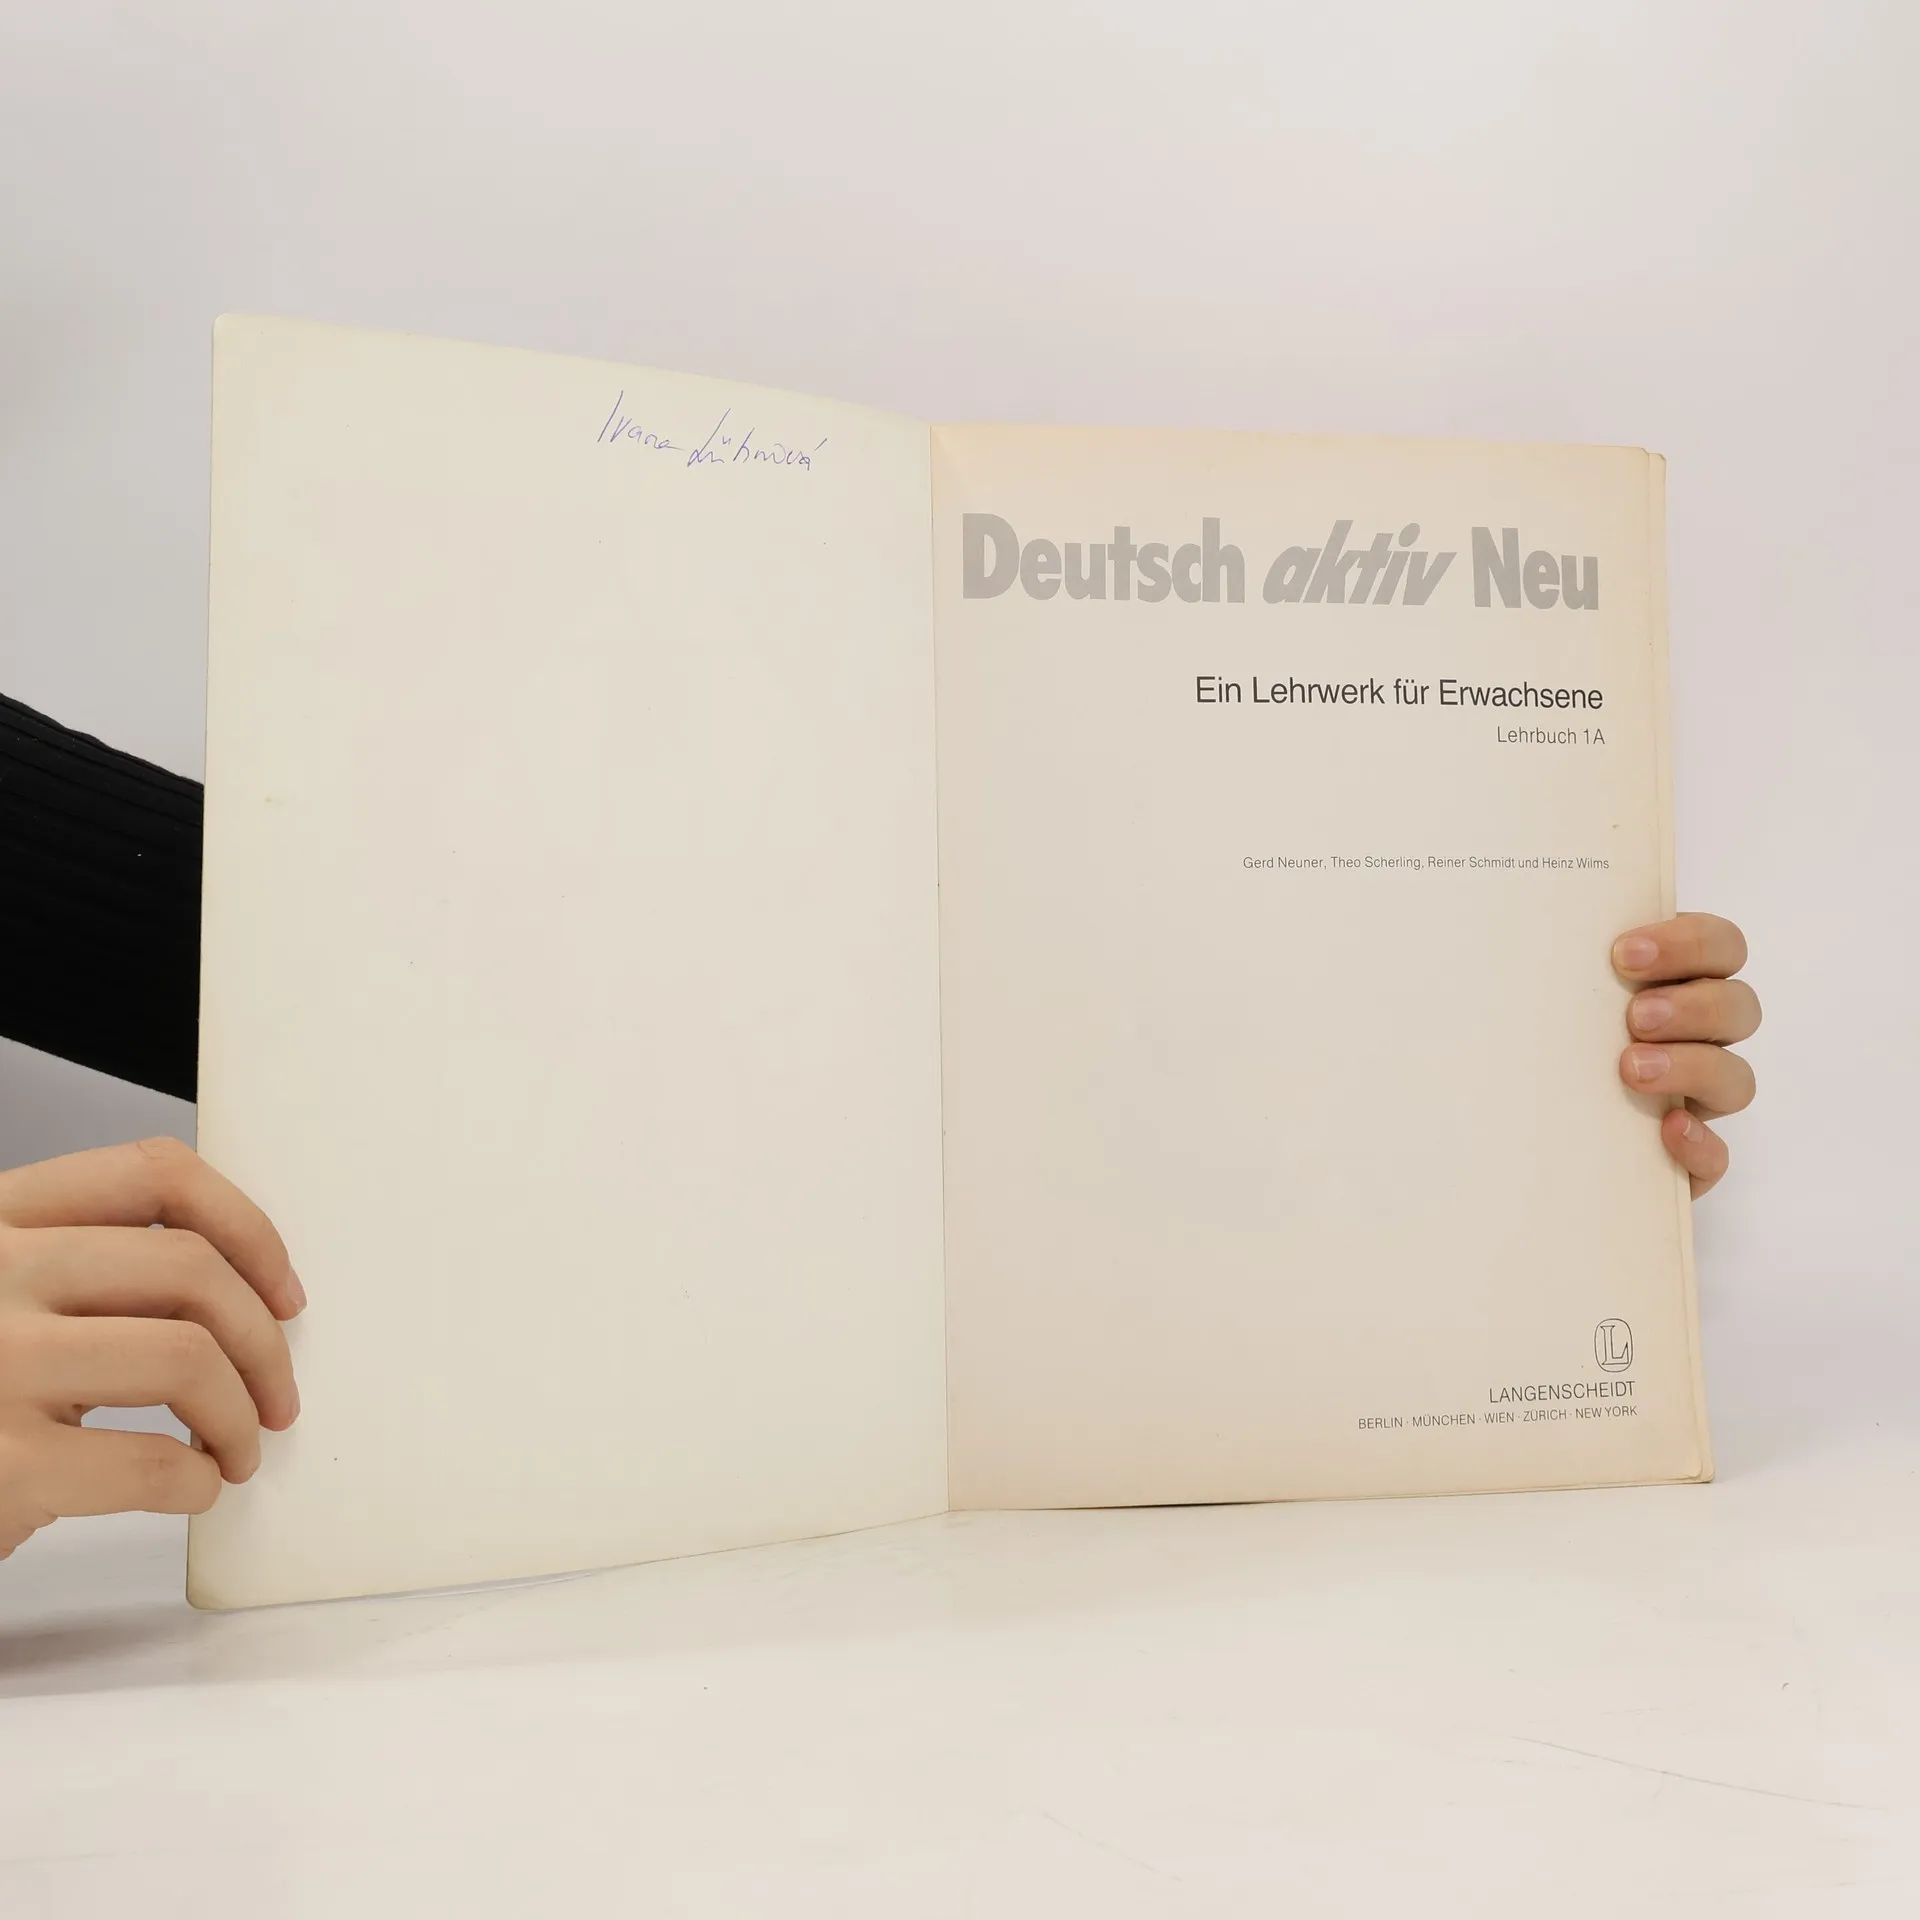 Ivana
Deutsch aktiv Neu
Ein Lehrwerk für Erwachsene
Lehrbuch 1A
Gerd Neuner, Theo Scherling, Reiner Schmidt und Heinz Wilms
L
LANGENSCHEIDT
BERLIN · MÜNCHEN · WIEN · ZÜRICH · NEW YORK